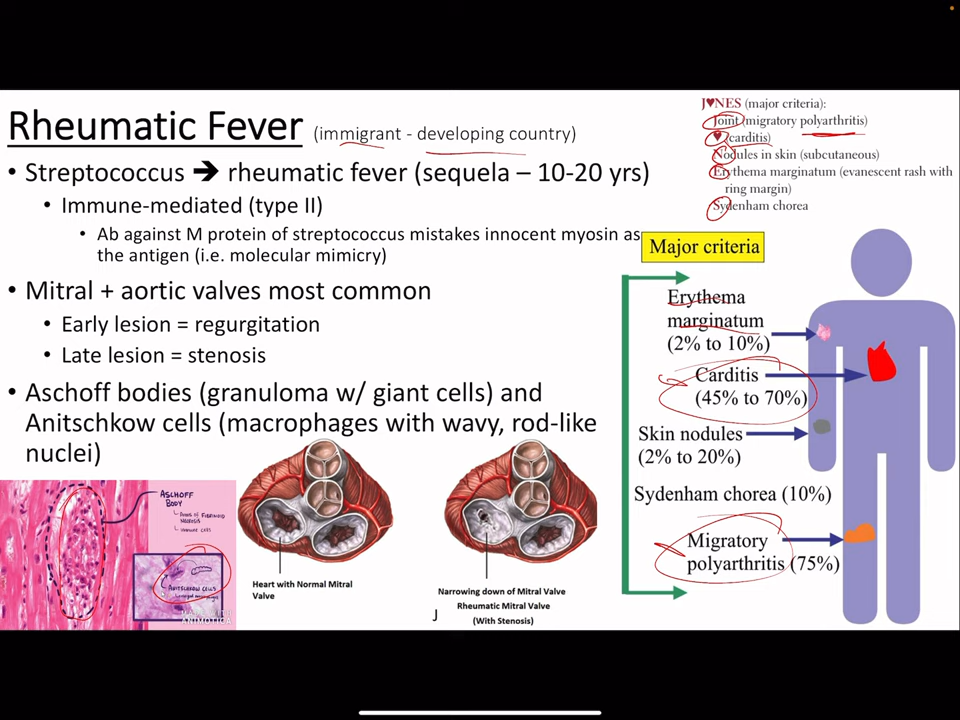 Rheumatic Fever (immigrant - developing country)
• Streptococcus 🡺 rheumatic fever (sequela – 10-20 yrs)
• Immune-mediated (type II)
• Ab against M protein of streptococcus mistakes innocent myosin as
the antigen (i.e. molecular mimicry)
• Mitral + aortic valves most common
• Early lesion = regurgitation
• Late lesion = stenosis
• Aschoff bodies (granuloma w/ giant cells) and
Anitschkow cells (macrophages with wavy, rod-like
nuclei)
J♥NES (major criteria):
Joint (migratory polyarthritis)
♥ (carditis)
Nodules in skin (subcutaneous)
Erythema marginatum (evanescent rash with
ring margin)
Sydenham chorea
Major criteria
Erythema
marginatum
(2% to 10%)
Carditis
(45% to 70%)
Skin nodules
(2% to 20%)
Sydenham chorea (10%)
Migratory
polyarthritis (75%)
ASCHOFF
BODY
NECROSIS
ANITSCHKOW CELLS
ANIMOTICA
Heart with Normal Mitral
Valve
Narrowing down of Mitral Valve
Rheumatic Mitral Valve
(With Stenosis)
J